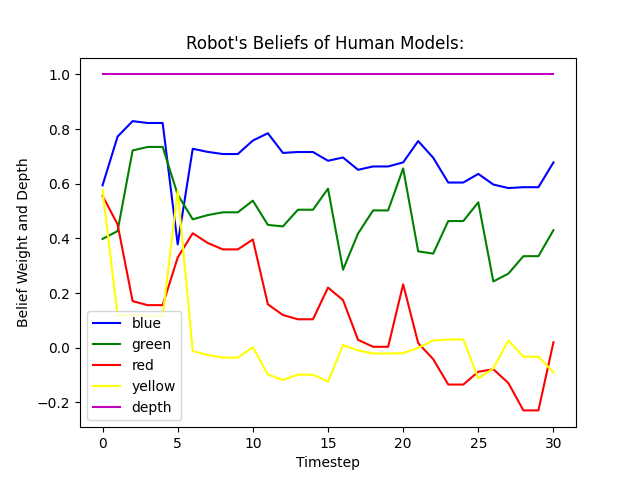 Robot's Beliefs of Human Models:
1.0
0.8
0.6
0.4
0.2
0.0
−0.2
Belief Weight and Depth
blue
green
red
yellow
depth
0 5 10 15 20 25 30
Timestep